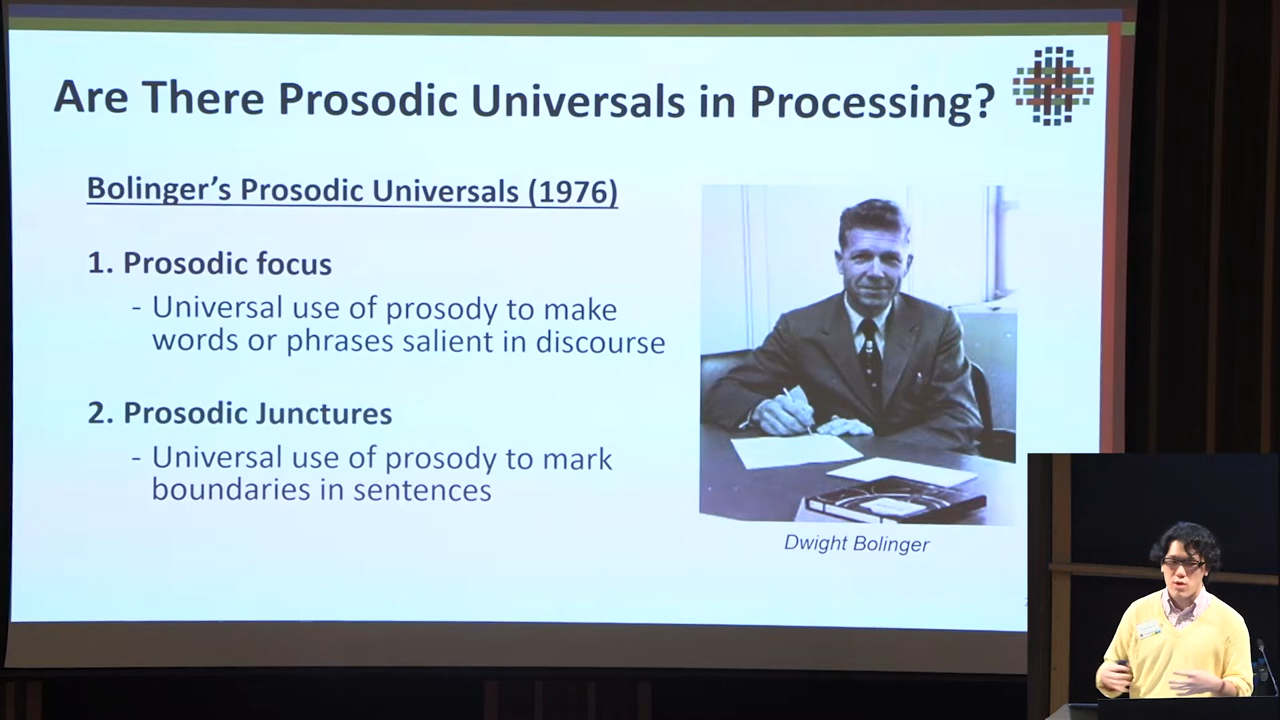 Are There Prosodic Universals in Processing?
Bolinger’s Prosodic Universals (1976)
1. Prosodic focus
- Universal use of prosody to make
words or phrases salient in discourse
2. Prosodic Junctures
- Universal use of prosody to mark
boundaries in sentences
Dwight Bolinger